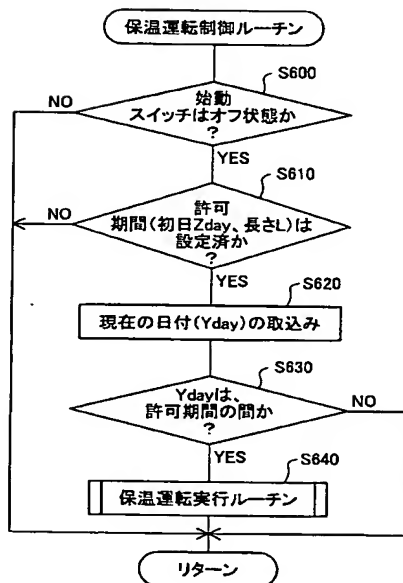 保温運転制御ルーチン
S600
始動
スイッチはオフ状態か
?
NO
YES
S610
許可
期間(初日Zday、長さL)は
設定済か
?
NO
YES
S620
現在の日付(Yday)の取込み
S630
Ydayは、
許可期間の間か
?
NO
YES
S640
保温運転実行ルーチン
リターン